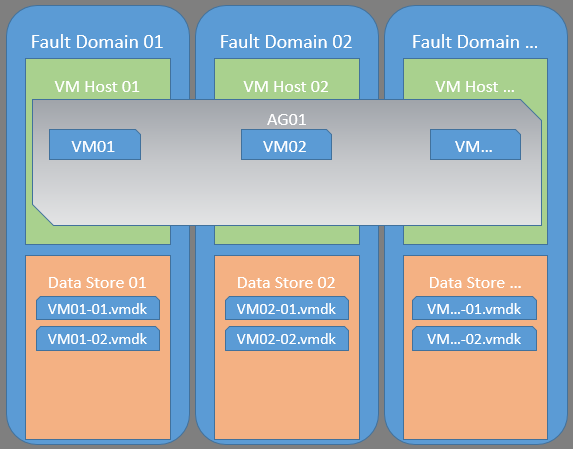 Fault Domain 01
Fault Domain 02
Fault Domain ...
VM Host 01
VM Host 02
VM Host ...
AG01
VM01
VM02
VM...
Data Store 01
Data Store 02
Data Store ...
VM01-01.vmdk
VM02-01.vmdk
VM...-01.vmdk
VM01-02.vmdk
VM02-02.vmdk
VM...-02.vmdk